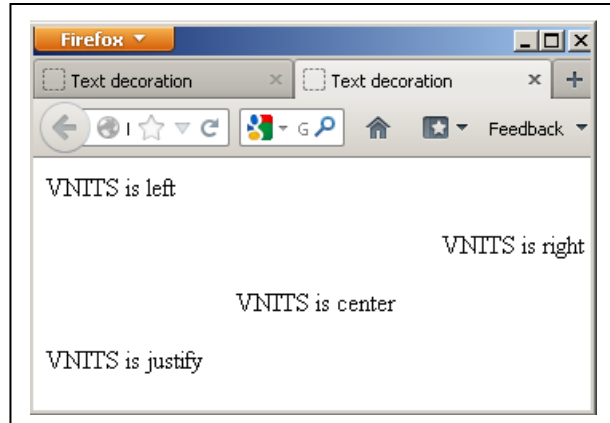 Firefox
Text decoration Text decoration
G Feedback
VNITS is left
VNITS is right
VNITS is center
VNITS is justify